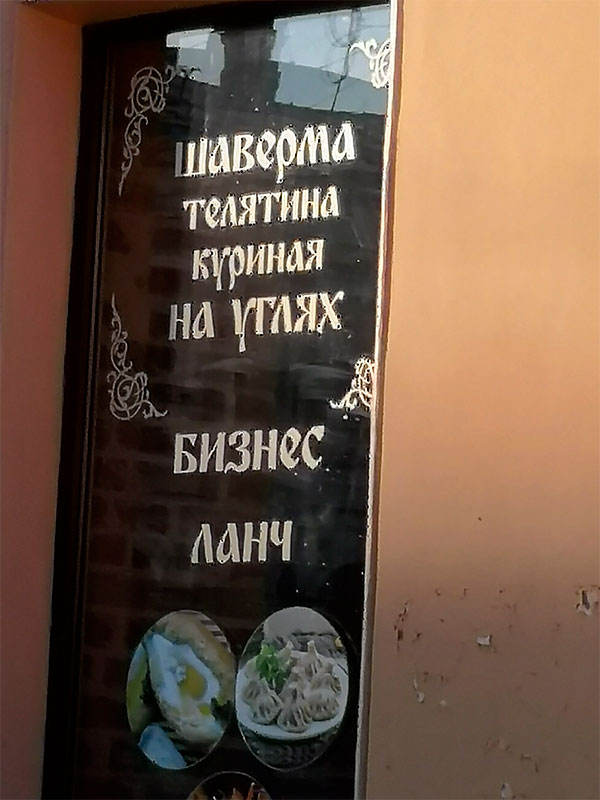 шаверма
телятина
куриная
на углях
БИЗНЕС
ЛАНЧ